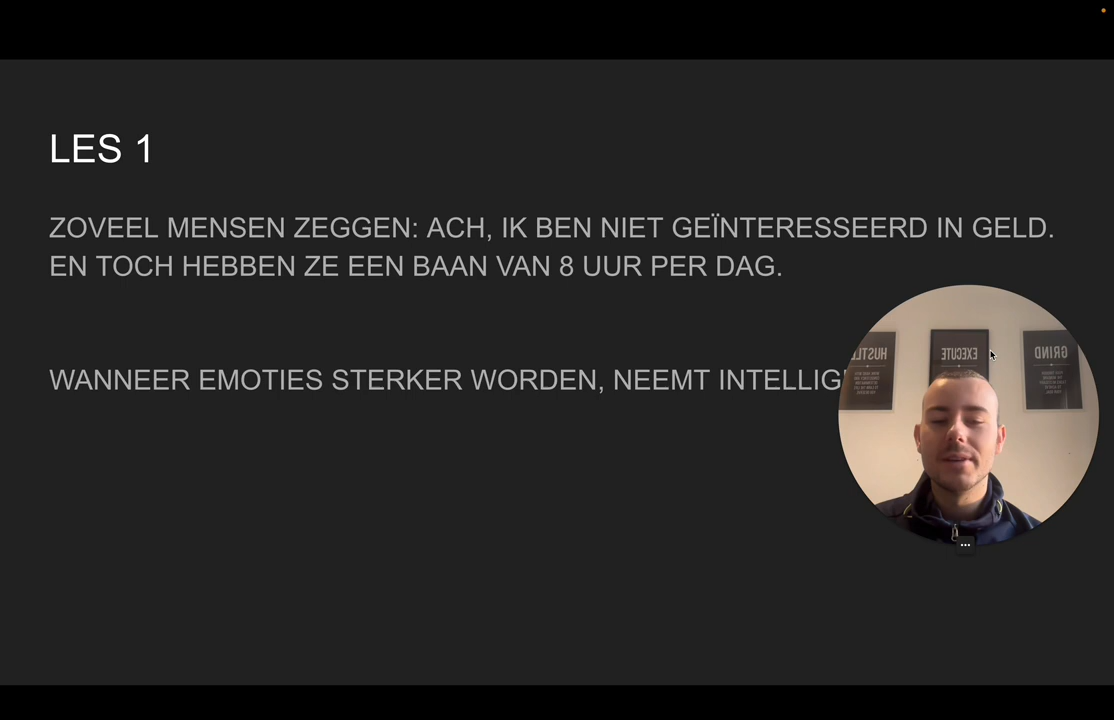 LES 1
ZOVEEL MENSEN ZEGGEN: ACH, IK BEN NIET GEÏNTERESSEERD IN GELD.
EN TOCH HEBBEN ZE EEN BAAN VAN 8 UUR PER DAG.
WANNEER EMOTIES STERKER WORDEN, NEEMT
HUSTLE EXECUTE GRIND